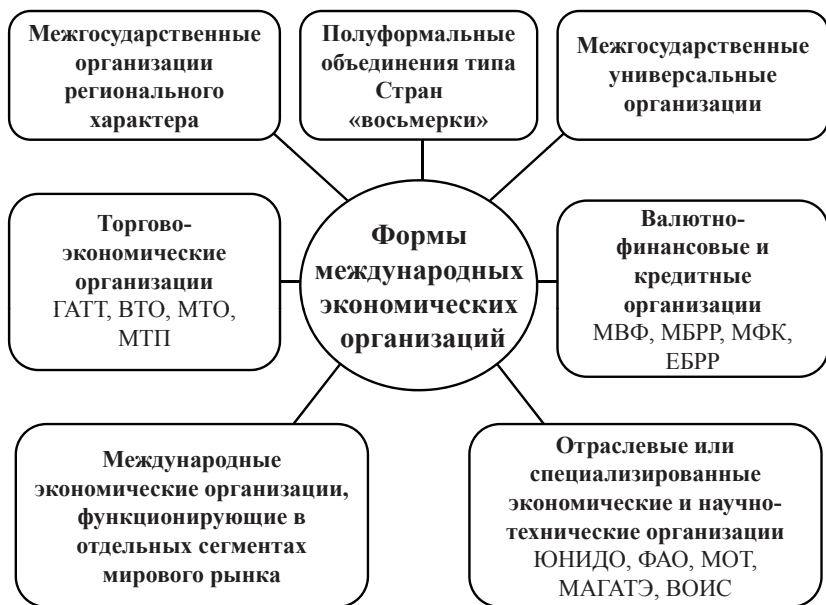 Межгосударственные
организации
регионального
характера
Полуформальные
объединения типа
Стран
«восьмерки»
Межгосударственные
универсальные
организации
Торгово-
экономические
организации
ГАТТ, ВТО, МТО,
МТП
Формы
международных
экономических
организаций
Валютно-
финансовые и
кредитные
организации
МВФ, МБРР, МФК,
ЕБРР
Международные
экономические организации,
функционирующие в
отдельных сегментах
мирового рынка
Отраслевые или
специализированные
экономические и научно-
технические организации
ЮНИДО, ФАО, МОТ,
МАГАТЭ, ВОИС